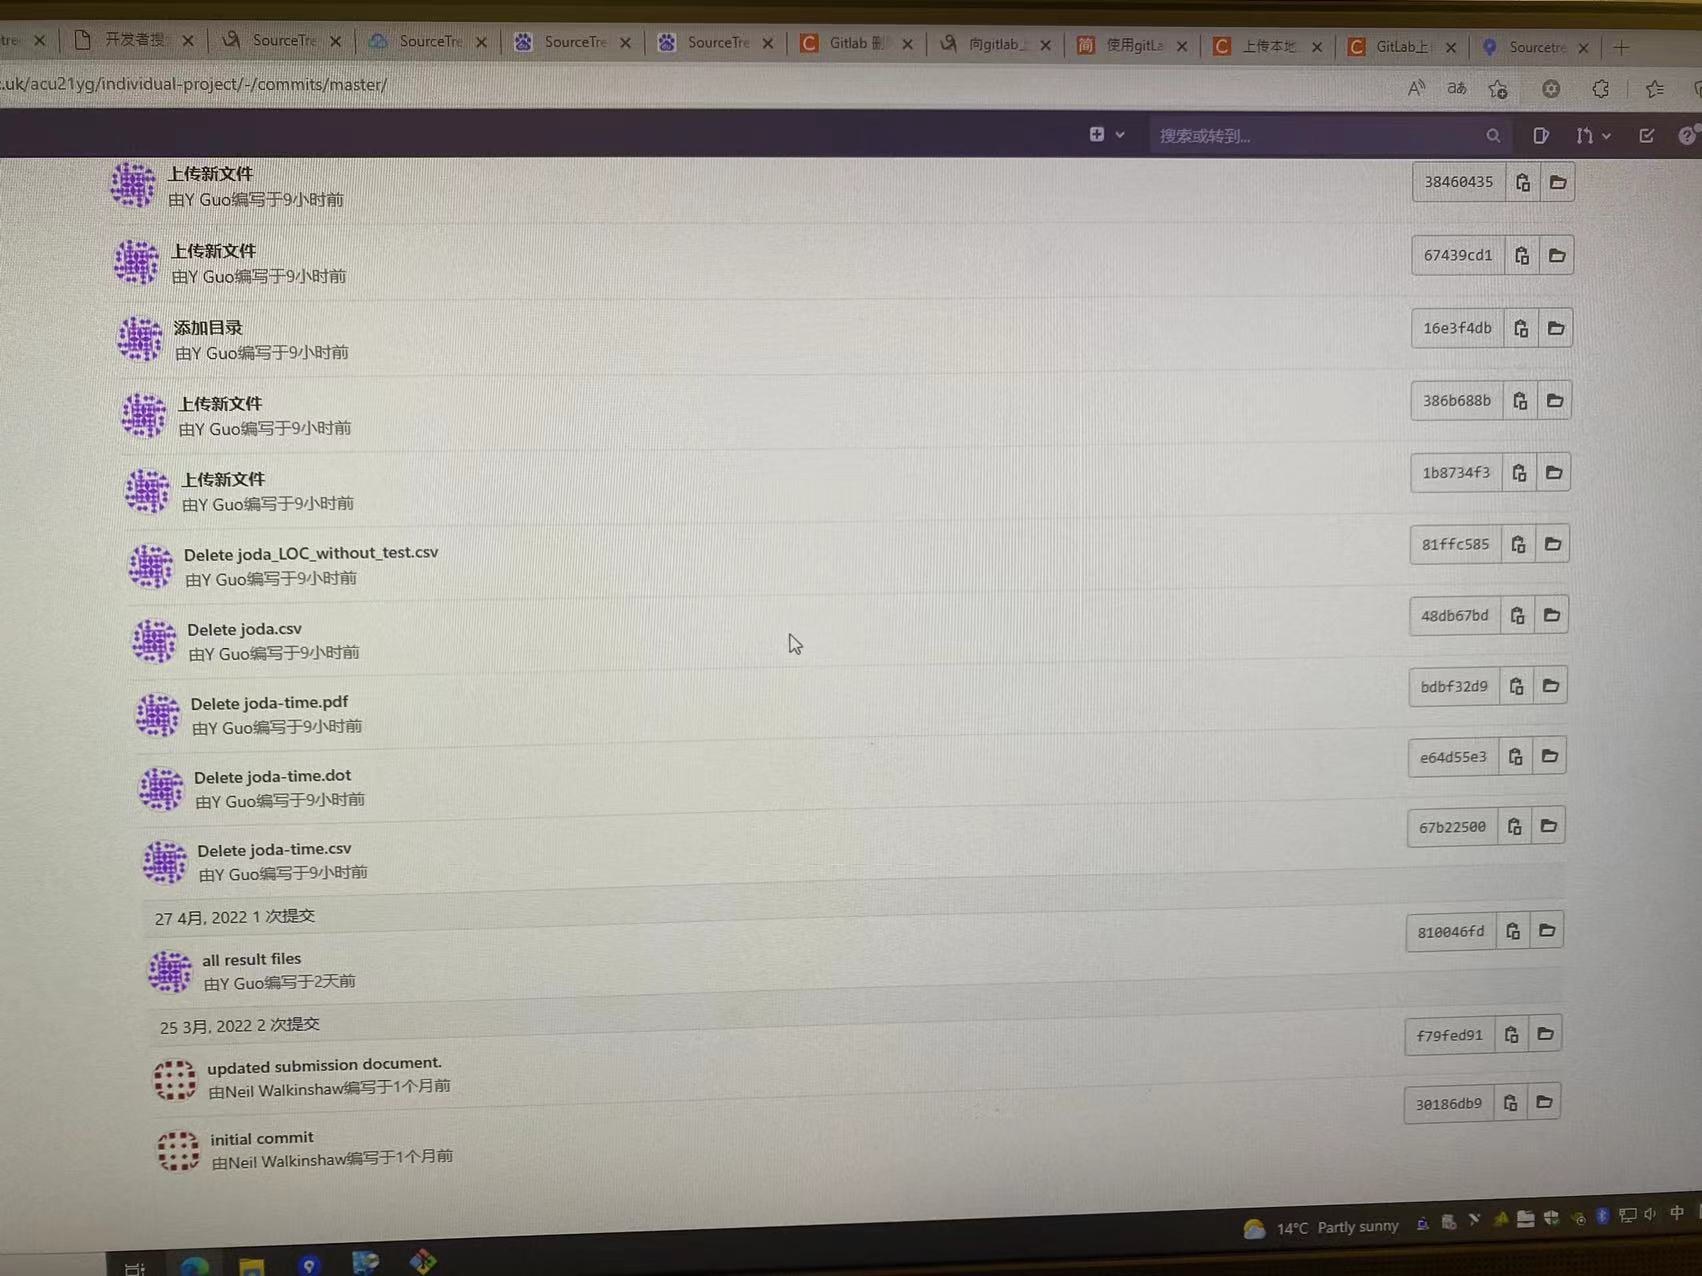 tre
开发者搜
SourceTre
SourceTre
SourceTre
SourceTre
Gitlab 删
向gitlab
使用gitLa
上传本地
GitLab上
Sourcetre
.uk/acu21yg/individual-project/-/commits/master/
搜索或转到...
上传新文件
由Y Guo编写于9小时前
38460435
上传新文件
由Y Guo编写于9小时前
67439cd1
添加目录
由Y Guo编写于9小时前
16e3f4db
上传新文件
由Y Guo编写于9小时前
386b688b
上传新文件
由Y Guo编写于9小时前
1b8734f3
Delete joda_LOC_without_test.csv
由Y Guo编写于9小时前
81ffc585
Delete joda.csv
由Y Guo编写于9小时前
48db67bd
Delete joda-time.pdf
由Y Guo编写于9小时前
bdbf32d9
Delete joda-time.dot
由Y Guo编写于9小时前
e64d55e3
Delete joda-time.csv
由Y Guo编写于9小时前
67b22500
27 4月, 2022 1 次提交
all result files
由Y Guo编写于2天前
810046fd
25 3月, 2022 2 次提交
updated submission document.
由Neil Walkinshaw编写于1个月前
f79fed91
initial commit
由Neil Walkinshaw编写于1个月前
30186db9
14°C Partly sunny
中